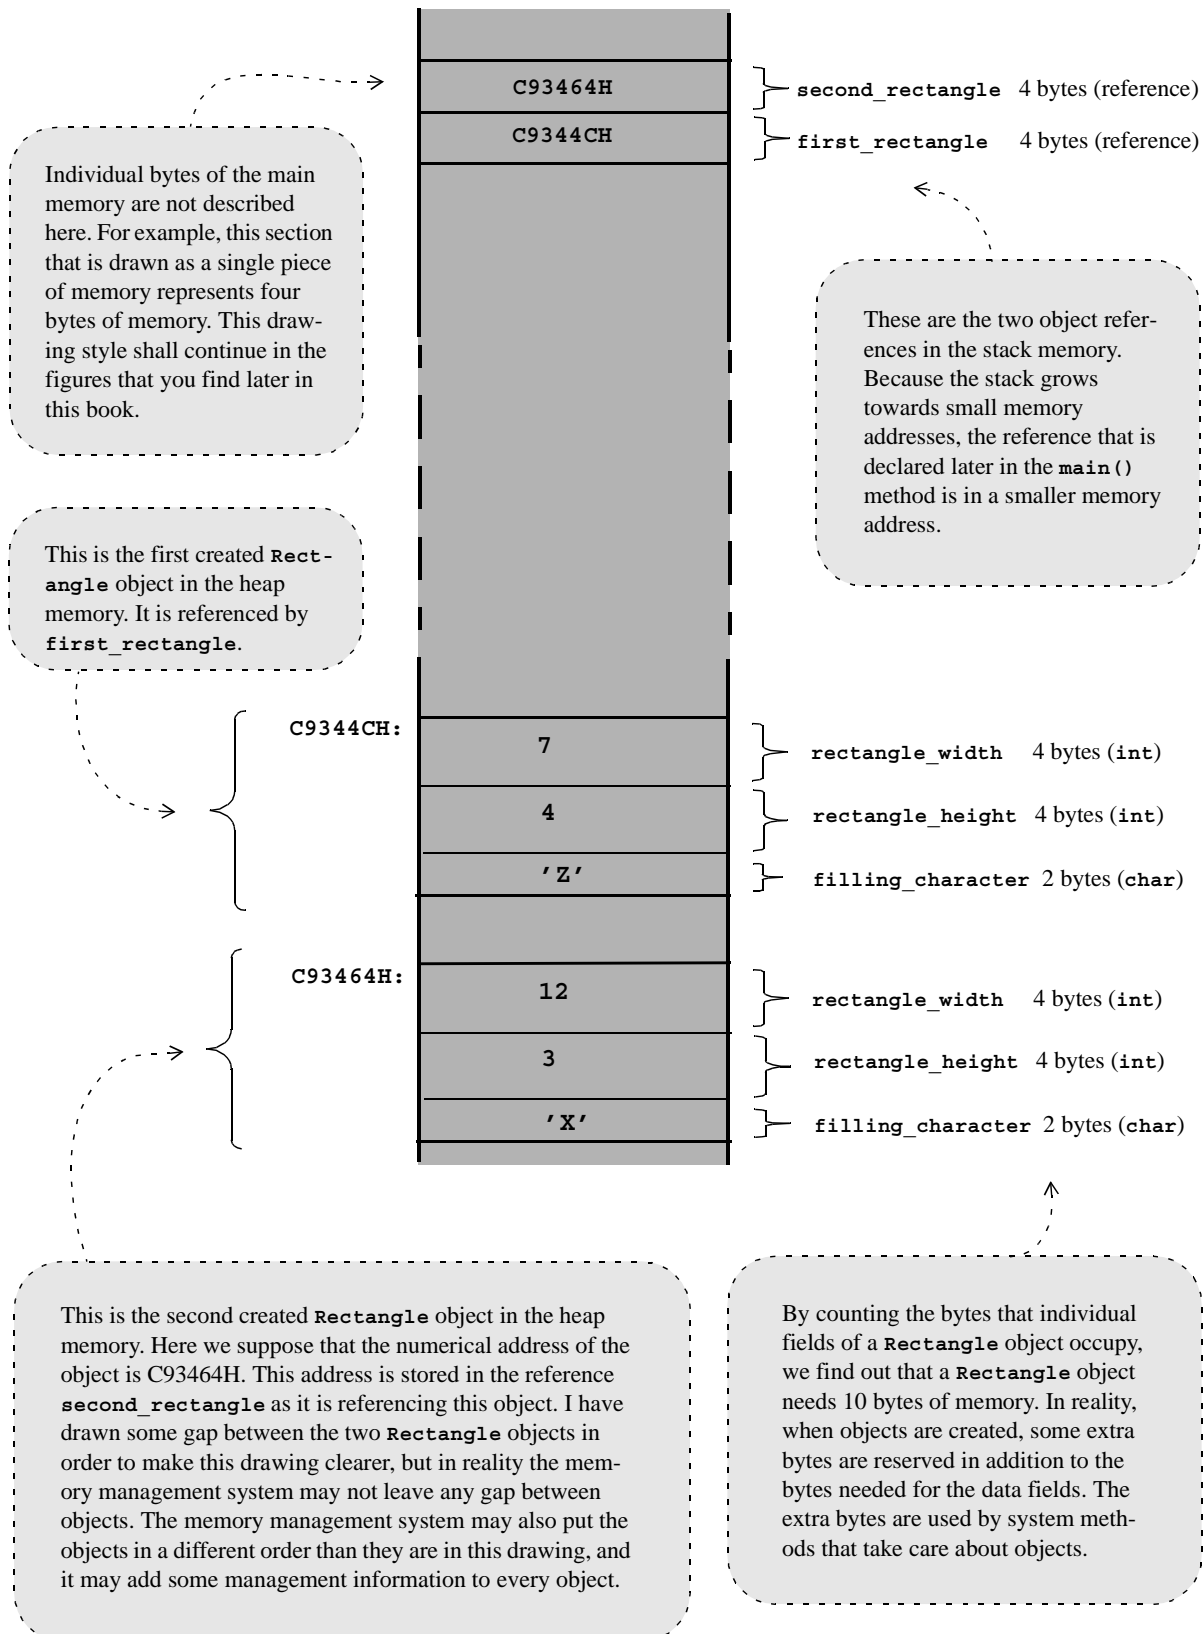 C93464H
second_rectangle 4 bytes (reference)
C9344CH
first_rectangle 4 bytes (reference)
Individual bytes of the main
memory are not described
here. For example, this section
that is drawn as a single piece
of memory represents four
bytes of memory. This draw-
ing style shall continue in the
figures that you find later in
this book.
These are the two object refer-
ences in the stack memory.
Because the stack grows
towards small memory
addresses, the reference that is
declared later in the main()
method is in a smaller memory
address.
This is the first created Rect-
angle object in the heap
memory. It is referenced by
first_rectangle.
C9344CH:
7
rectangle_width 4 bytes (int)
4
rectangle_height 4 bytes (int)
'Z'
filling_character 2 bytes (char)
C93464H:
12
rectangle_width 4 bytes (int)
3
rectangle_height 4 bytes (int)
'X'
filling_character 2 bytes (char)
This is the second created Rectangle object in the heap
memory. Here we suppose that the numerical address of the
object is C93464H. This address is stored in the reference
second_rectangle as it is referencing this object. I have
drawn some gap between the two Rectangle objects in
order to make this drawing clearer, but in reality the mem-
ory management system may not leave any gap between
objects. The memory management system may also put the
objects in a different order than they are in this drawing, and
it may add some management information to every object.
By counting the bytes that individual
fields of a Rectangle object occupy,
we find out that a Rectangle object
needs 10 bytes of memory. In reality,
when objects are created, some extra
bytes are reserved in addition to the
bytes needed for the data fields. The
extra bytes are used by system meth-
ods that take care about objects.